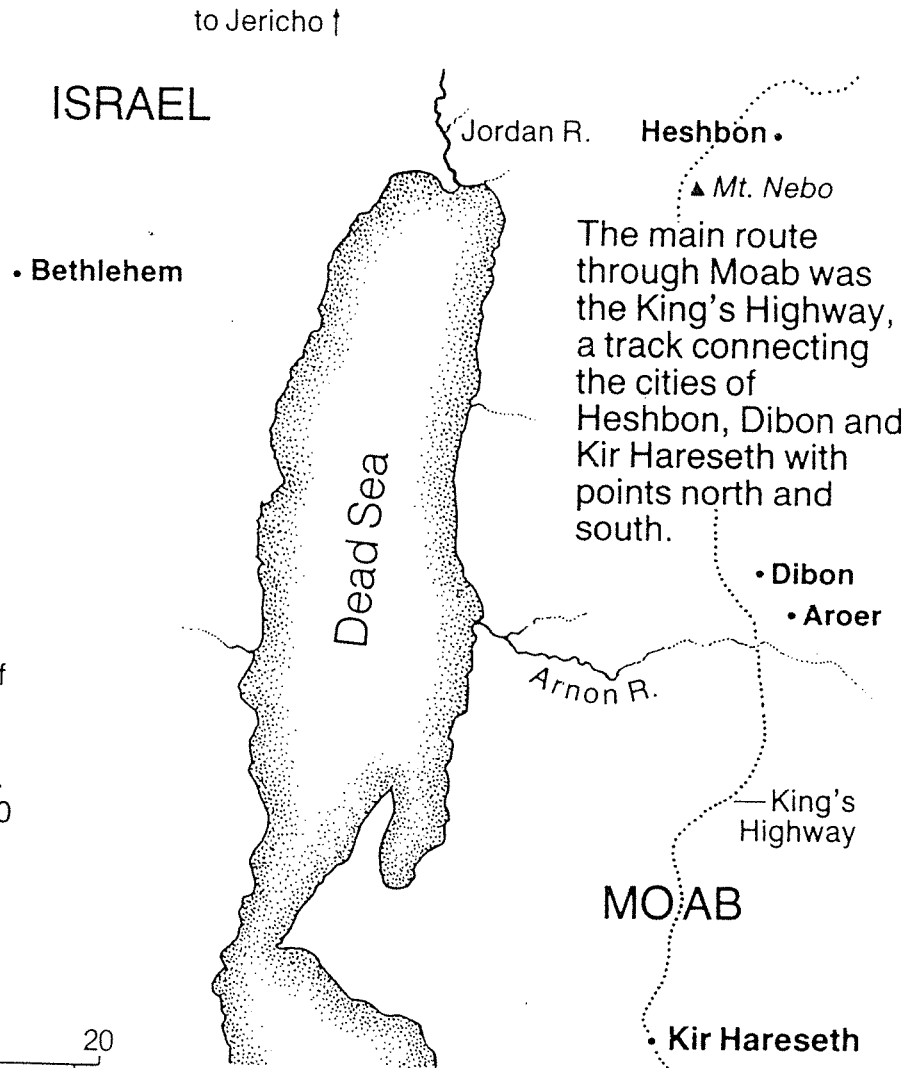 to Jericho ↑
ISRAEL
Jordan R.
Heshbon
Mt. Nebo
Bethlehem
The main route
through Moab was
the King's Highway,
a track connecting
the cities of
Heshbon, Dibon and
Kir Hareseth with
points north and
south.
Dead Sea
Dibon
Aroer
f
Arnon R.
0
King's
Highway
MOAB
20
Kir Hareseth